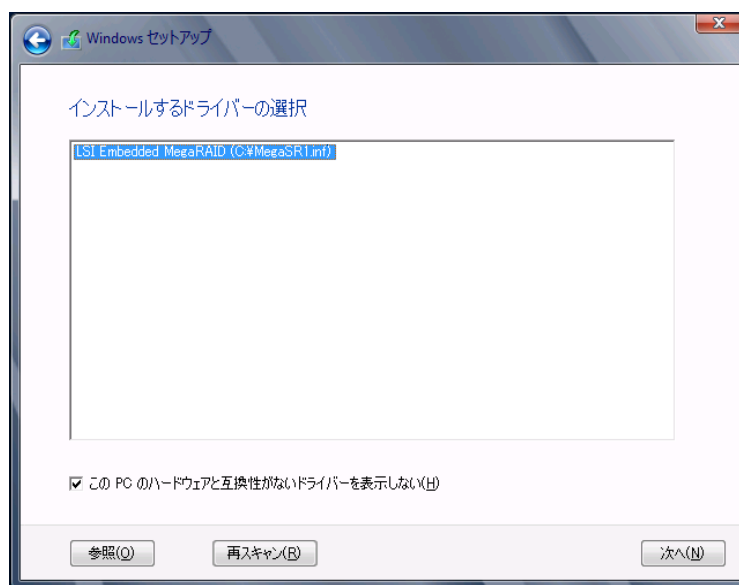 Windows セットアップ
インストールするドライバーの選択
LSI Embedded MegaRAID (C:¥MegaSR1.inf)
この PC のハードウェアと互換性がないドライバーを表示しない(H)
参照(O)
再スキャン(R)
次へ(N)